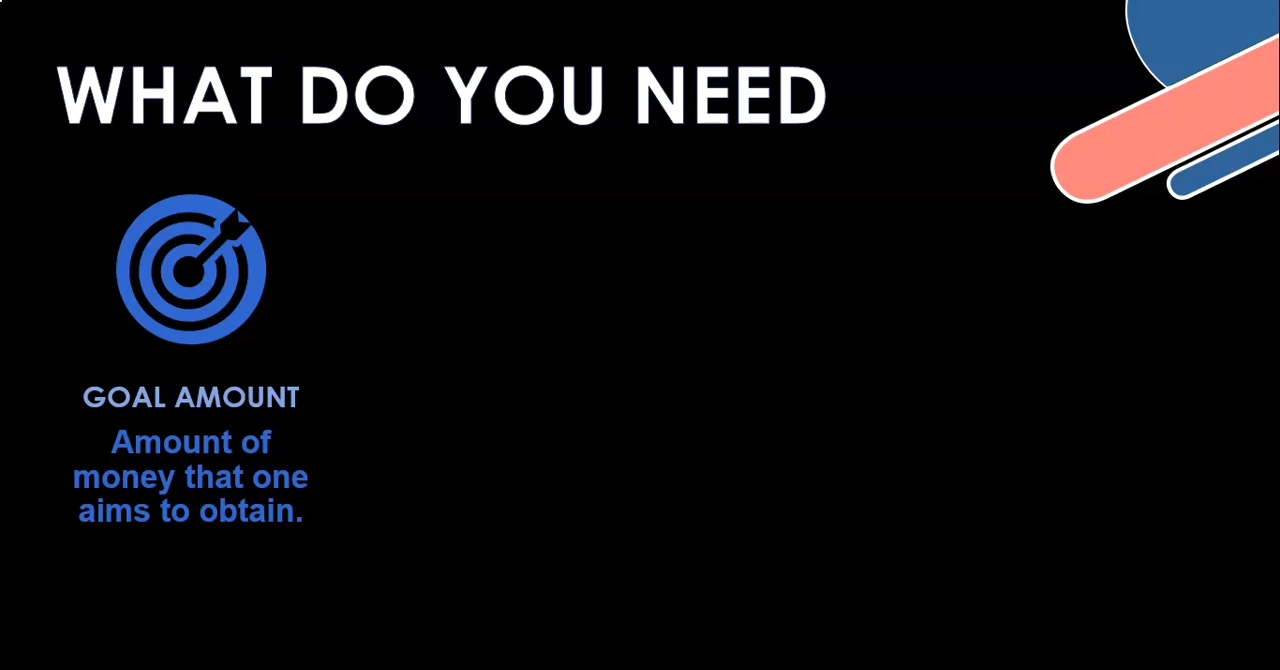 WHAT DO YOU NEED
GOAL AMOUNT
Amount of
money that one
aims to obtain.